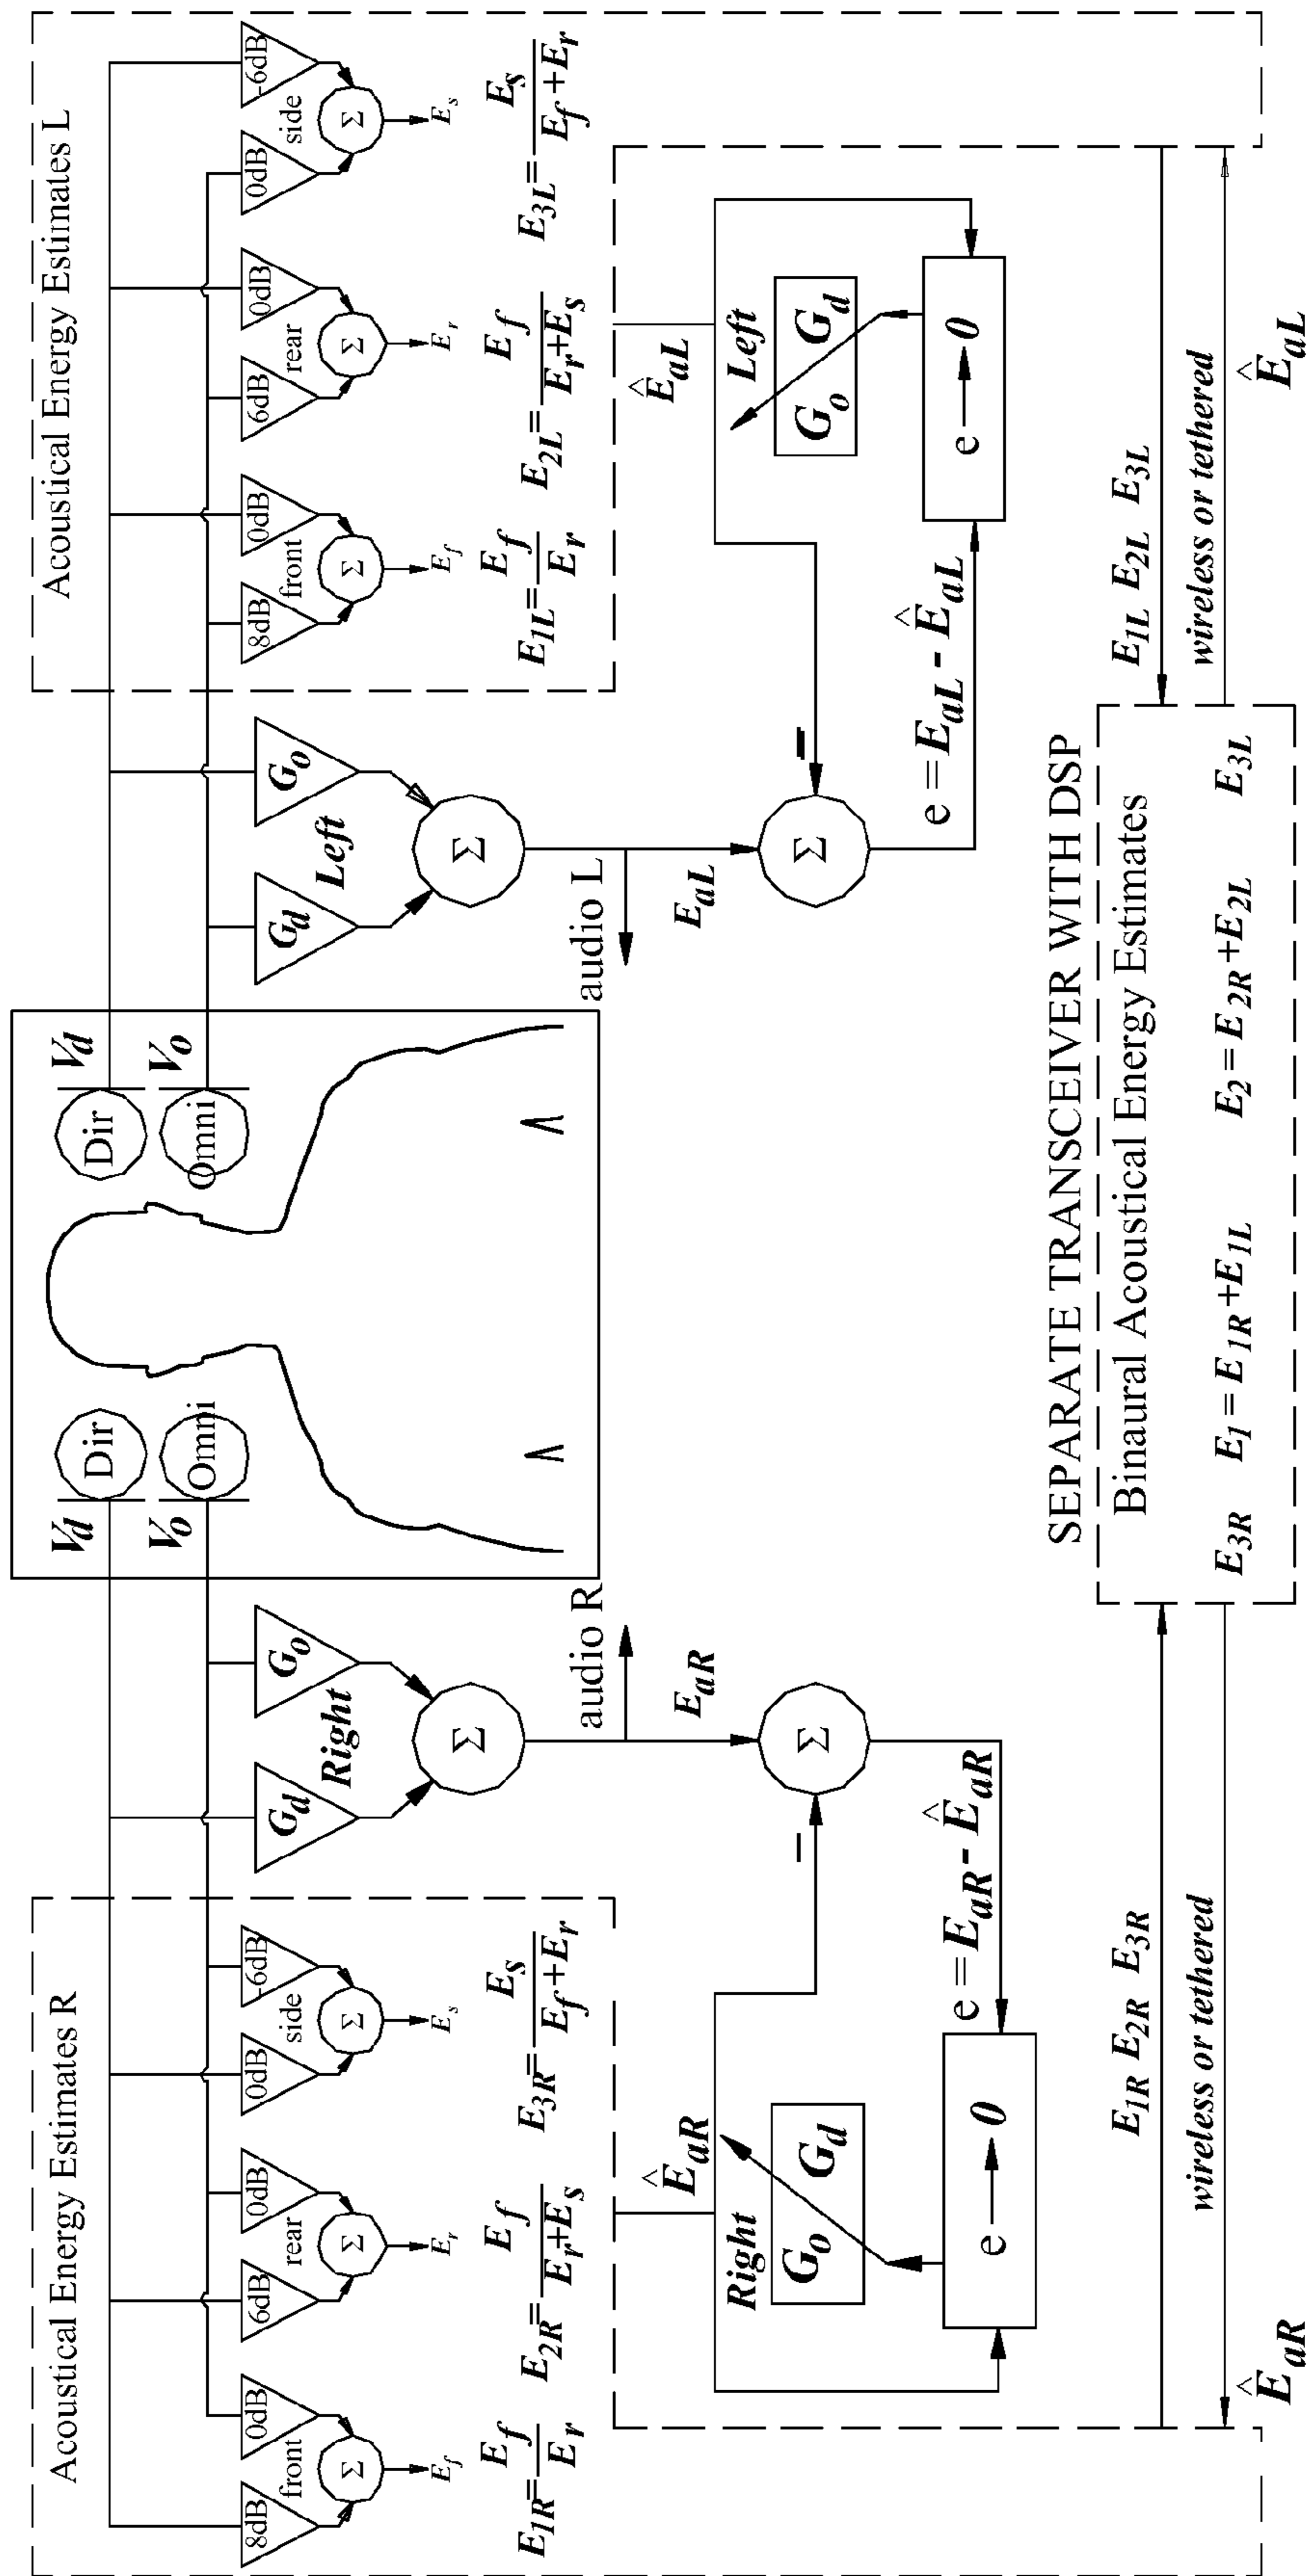 Acoustical Energy Estimates R
8dB
front
0dB
Σ
E_f
6dB
rear
0dB
Σ
E_r
0dB
side
-6dB
Σ
E_s
E_1R = E_f / E_r
E_2R = E_f / E_r+E_s
E_3R = E_s / E_f+E_r
G_d
Right
G_o
Σ
audio R
E_aR
Σ
–
Ê_aR
Right
G_o G_d
e → 0
e = E_aR - Ê_aR
V_d
Dir
V_o
Omni
Dir
V_d
Omni
V_o
G_d
Left
G_o
Σ
audio L
E_aL
Σ
–
Ê_aL
Left
G_o G_d
e → 0
e = E_aL - Ê_aL
Acoustical Energy Estimates L
8dB
front
0dB
Σ
E_f
6dB
rear
0dB
Σ
E_r
0dB
side
-6dB
Σ
E_s
E_1L = E_f / E_r
E_2L = E_f / E_r+E_s
E_3L = E_s / E_f+E_r
E_1R E_2R E_3R
wireless or tethered
Ê_aR
SEPARATE TRANSCEIVER WITH DSP
Binaural Acoustical Energy Estimates
E_3R E_1 = E_1R + E_1L E_2 = E_2R + E_2L E_3L
E_1L E_2L E_3L
wireless or tethered
Ê_aL